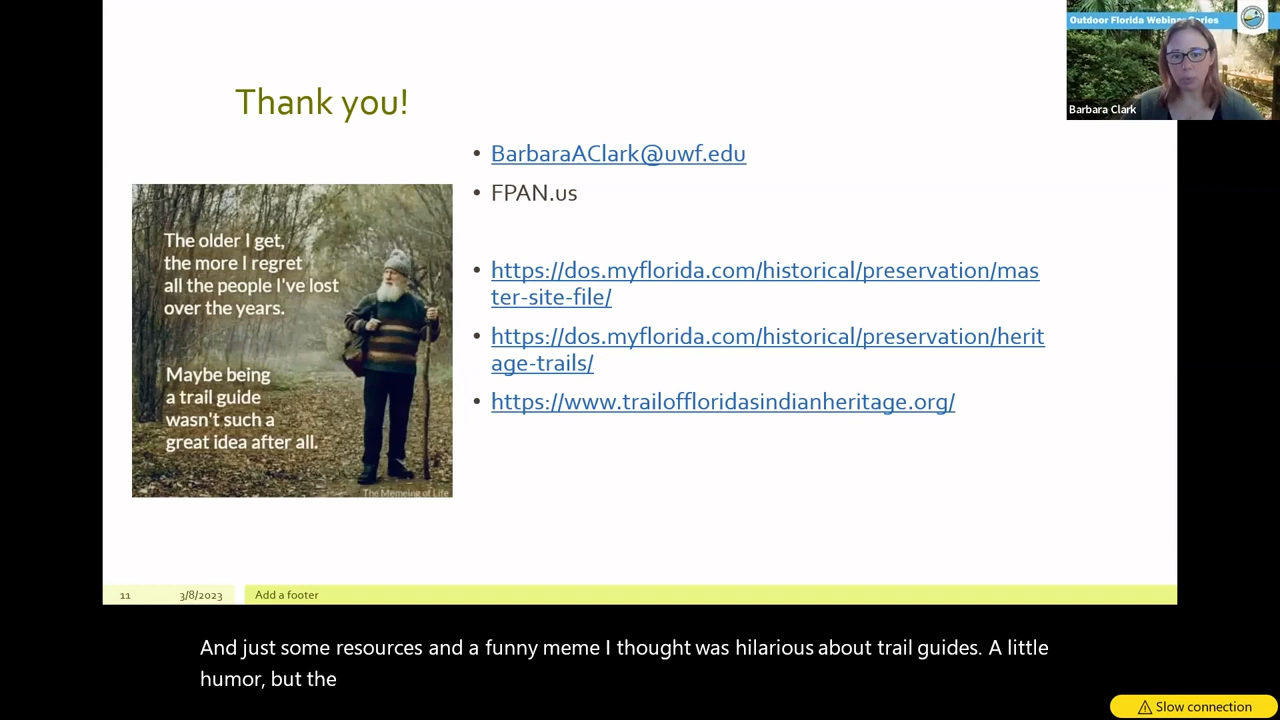 Outdoor Florida Webinar Series
Barbara Clark
Thank you!
• BarbaraAClark@uwf.edu
• FPAN.us
The older I get,
the more I regret
all the people I've lost
over the years.
Maybe being
a trail guide
wasn't such a
great idea after all.
The Memeing of Life
• https://dos.myflorida.com/historical/preservation/mas
ter-site-file/
• https://dos.myflorida.com/historical/preservation/herit
age-trails/
• https://www.trailoffloridasindianheritage.org/
11 3/8/2023 Add a footer
And just some resources and a funny meme I thought was hilarious about trail guides. A little
humor, but the
Slow connection